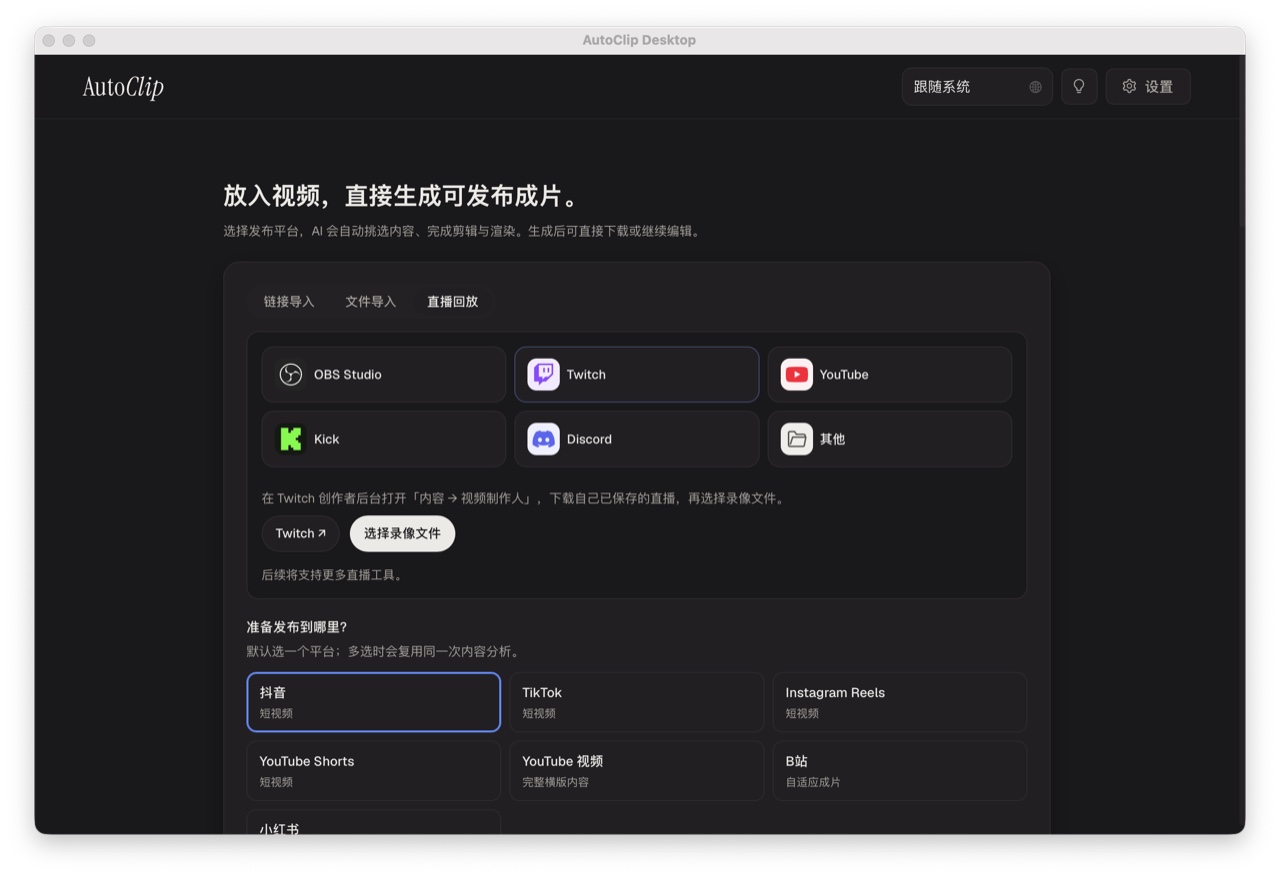 AutoClip Desktop
AutoClip
跟随系统
设置
放入视频，直接生成可发布成片。
选择发布平台，AI 会自动挑选内容、完成剪辑与渲染。生成后可直接下载或继续编辑。
链接导入 文件导入 直播回放
OBS Studio
Twitch
YouTube
Kick
Discord
其他
在 Twitch 创作者后台打开「内容 → 视频制作人」，下载自己已保存的直播，再选择录像文件。
Twitch ↗
选择录像文件
后续将支持更多直播工具。
准备发布到哪里？
默认选一个平台；多选时会复用同一次内容分析。
抖音
短视频
TikTok
短视频
Instagram Reels
短视频
YouTube Shorts
短视频
YouTube 视频
完整横版内容
B站
自适应成片
小红书